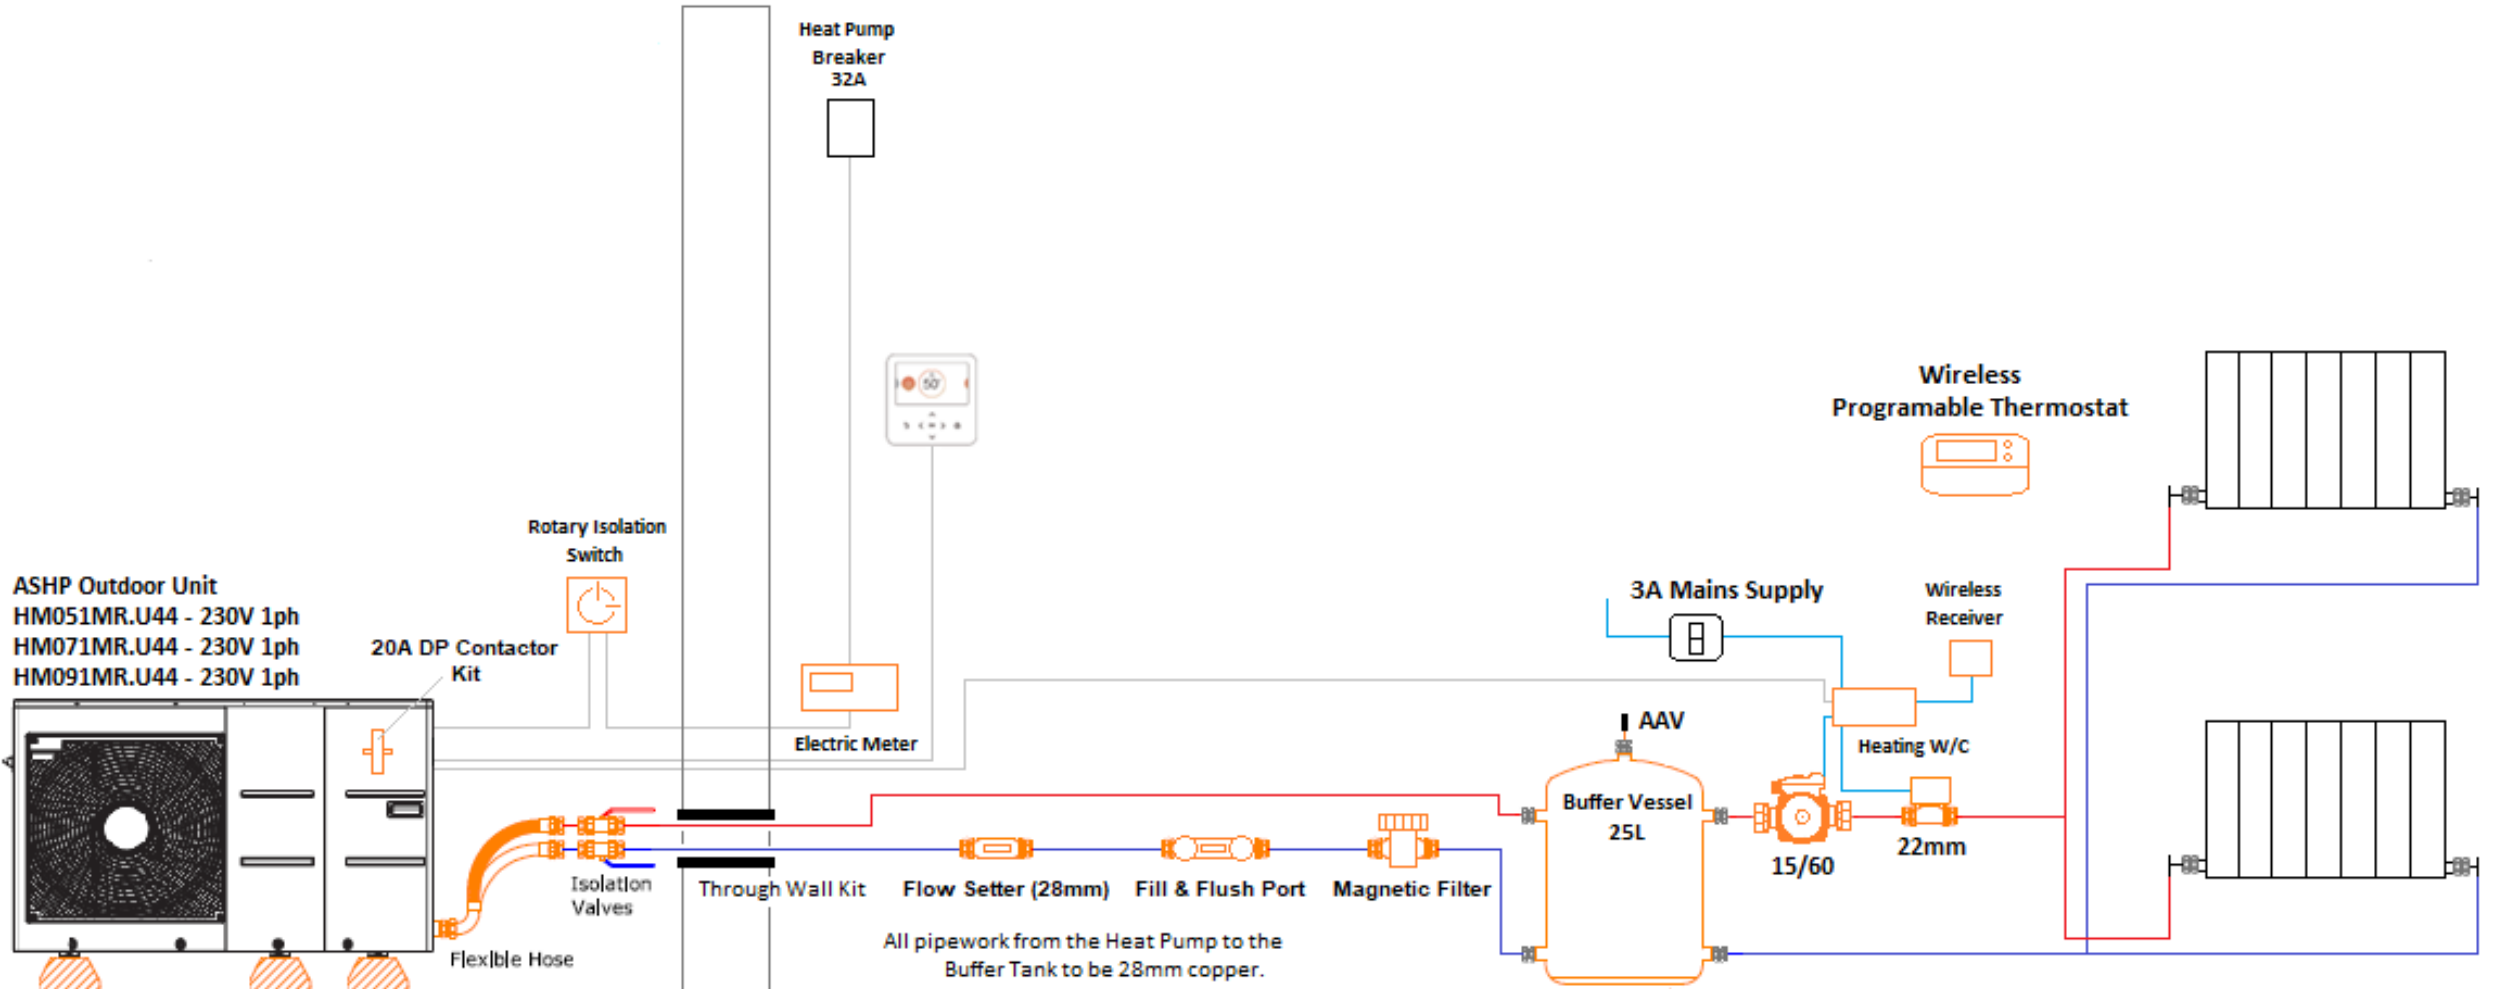 Heat Pump
Breaker
32A
50°
Wireless
Programable Thermostat
Rotary Isolation
Switch
ASHP Outdoor Unit
HM051MR.U44 - 230V 1ph
HM071MR.U44 - 230V 1ph
HM091MR.U44 - 230V 1ph
20A DP Contactor
Kit
3A Mains Supply
Wireless
Receiver
Electric Meter
AAV
Heating W/C
Buffer Vessel
25L
15/60
22mm
Isolation
Valves
Through Wall Kit
Flow Setter (28mm)
Fill & Flush Port
Magnetic Filter
Flexible Hose
All pipework from the Heat Pump to the
Buffer Tank to be 28mm copper.